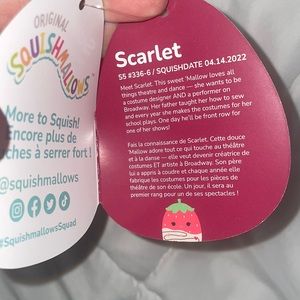 ORIGINAL
SQUISHMALLOWS
More to Squish!
Encore plus de
ches à serrer fort !
@squishmallows
#SquishmallowsSquad
Scarlet
S5 #336-6 / SQUISHDATE 04.14.2022
Meet Scarlet. This sweet 'Mallow loves all
things theatre and dance — she wants to be
a costume designer AND a performer on
Broadway. Her father taught her how to sew
and every year she makes the costumes for her
school plays. One day he'll be front row for
one of her shows!
Fais la connaissance de Scarlet. Cette douce
'Mallow adore tout ce qui touche au théâtre
et à la danse — elle veut devenir créatrice de
costumes ET artiste à Broadway. Son père
lui a appris à coudre et chaque année elle
fabrique les costumes pour les pièces de
théâtre de son école. Un jour, il sera au
premier rang pour un de ses spectacles !